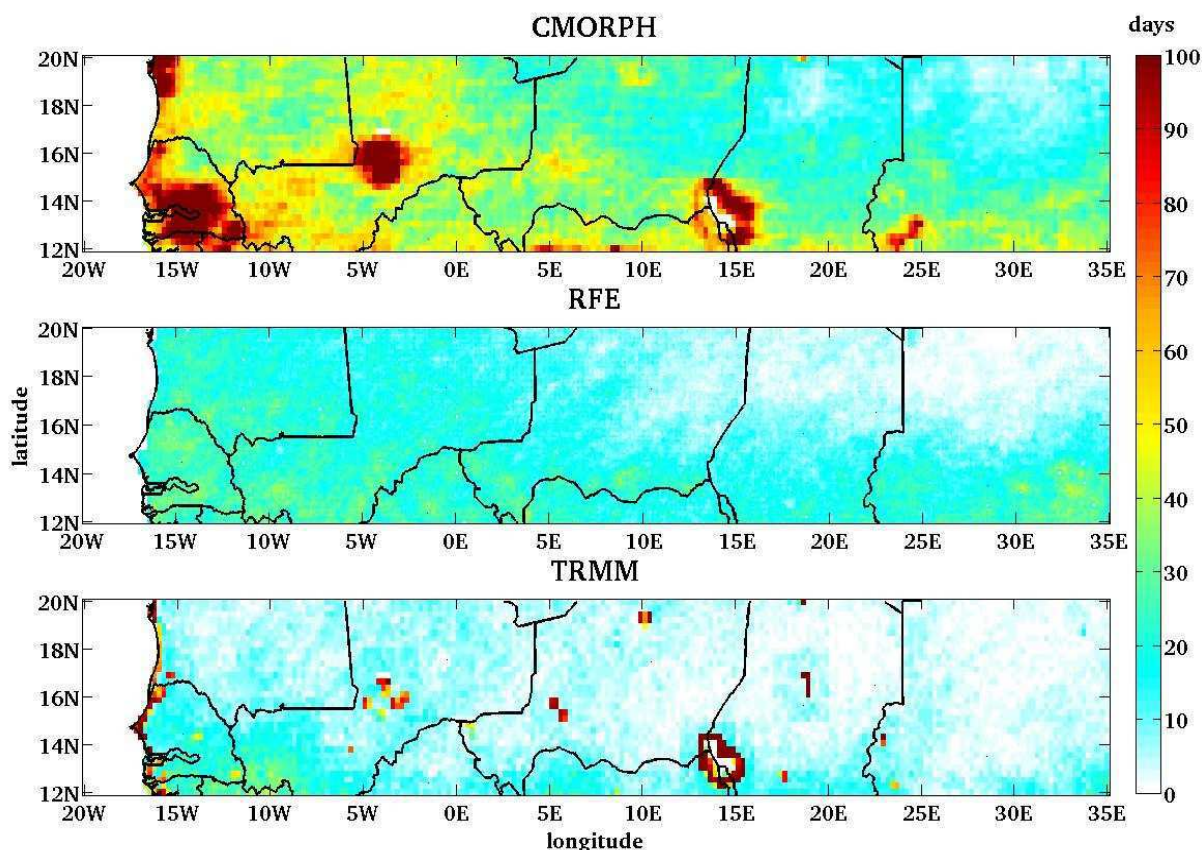 CMORPH
days
20N
18N
16N
14N
12N
20W 15W 10W 5W 0E 5E 10E 15E 20E 25E 30E 35E
RFE
20N
18N
16N
14N
12N
latitude
20W 15W 10W 5W 0E 5E 10E 15E 20E 25E 30E 35E
TRMM
20N
18N
16N
14N
12N
20W 15W 10W 5W 0E 5E 10E 15E 20E 25E 30E 35E
longitude
100
90
80
70
60
50
40
30
20
10
0